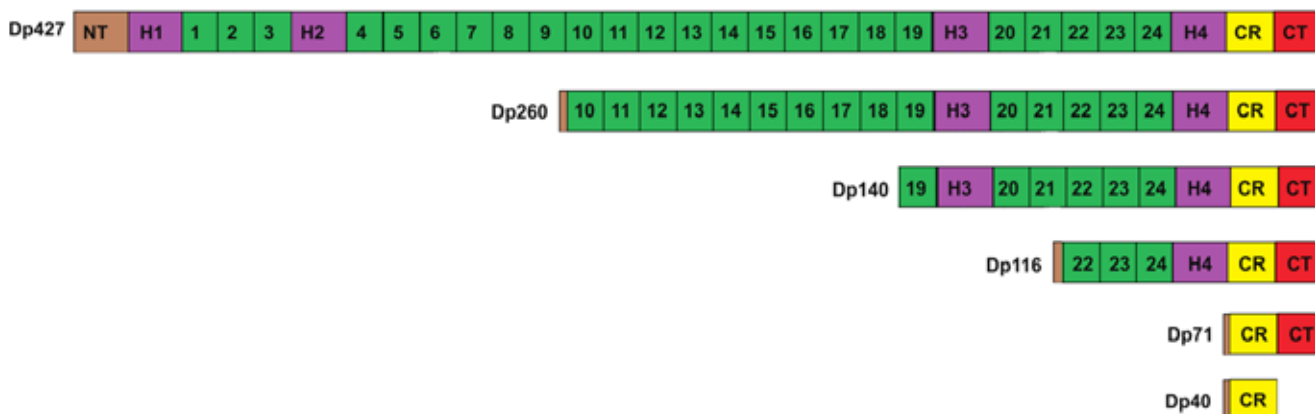 Dp427 NT H1 1 2 3 H2 4 5 6 7 8 9 10 11 12 13 14 15 16 17 18 19 H3 20 21 22 23 24 H4 CR CT
Dp260 10 11 12 13 14 15 16 17 18 19 H3 20 21 22 23 24 H4 CR CT
Dp140 19 H3 20 21 22 23 24 H4 CR CT
Dp116 22 23 24 H4 CR CT
Dp71 CR CT
Dp40 CR